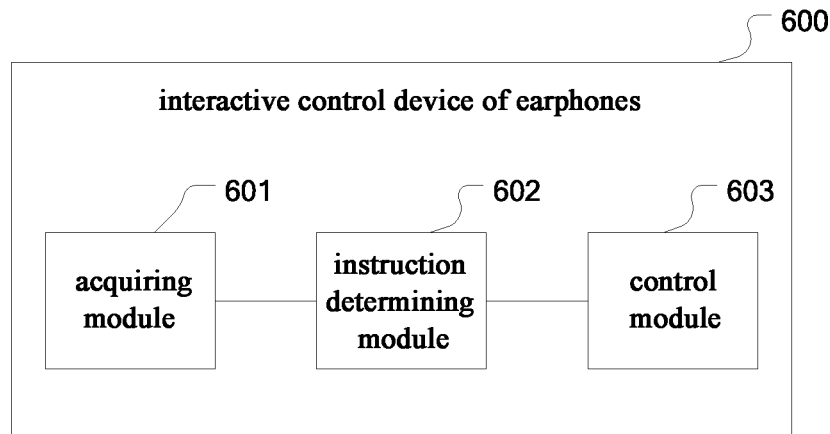 600
interactive control device of earphones
601
602
603
acquiring
module
instruction
determining
module
control
module